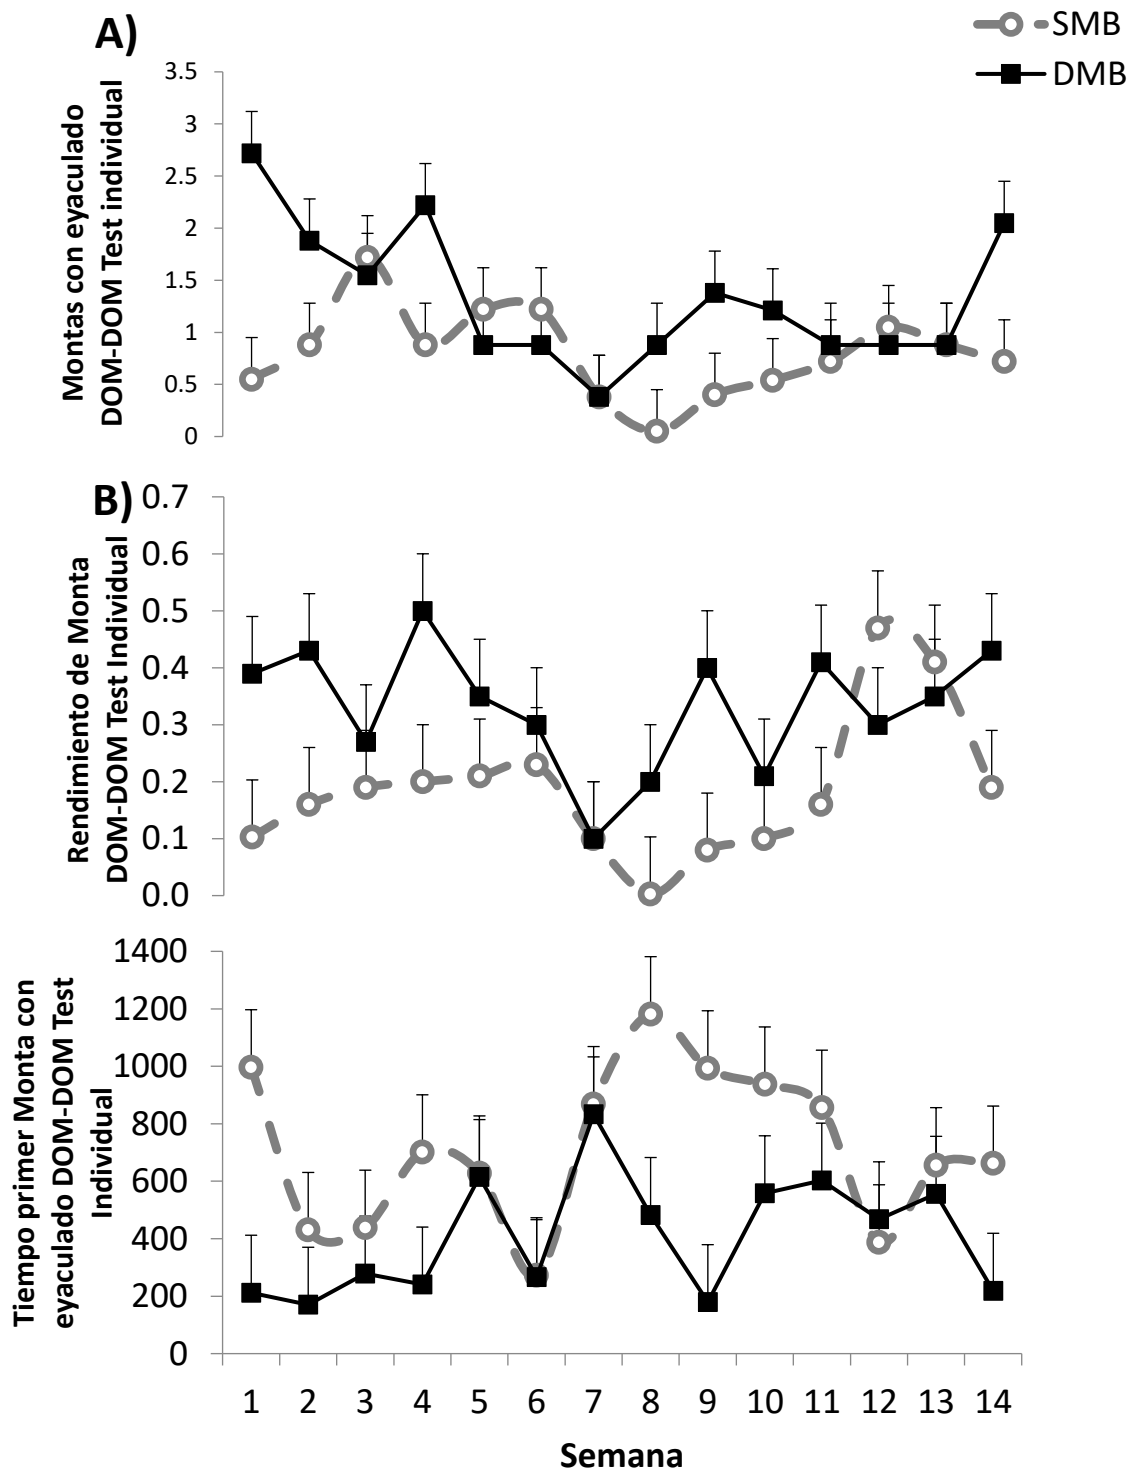 SMB
DMB
A)
Montas con eyaculado
DOM-DOM Test individual
3.5
3
2.5
2
1.5
1
0.5
0
B)
Rendimiento de Monta
DOM-DOM Test Individual
0.7
0.6
0.5
0.4
0.3
0.2
0.1
0.0
Tiempo primer Monta con
eyaculado DOM-DOM Test
Individual
1400
1200
1000
800
600
400
200
0
1 2 3 4 5 6 7 8 9 10 11 12 13 14
Semana